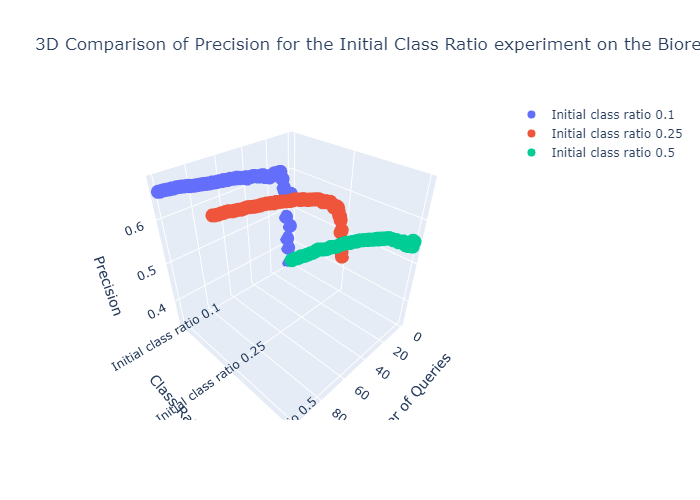 3D Comparison of Precision for the Initial Class Ratio experiment on the Biore
Initial class ratio 0.1
Initial class ratio 0.25
Initial class ratio 0.5
0.6
0.5
0.4
Precision
Initial class ratio 0.1
Initial class ratio 0.25
0.5
Class
0
20
40
60
80
of Queries